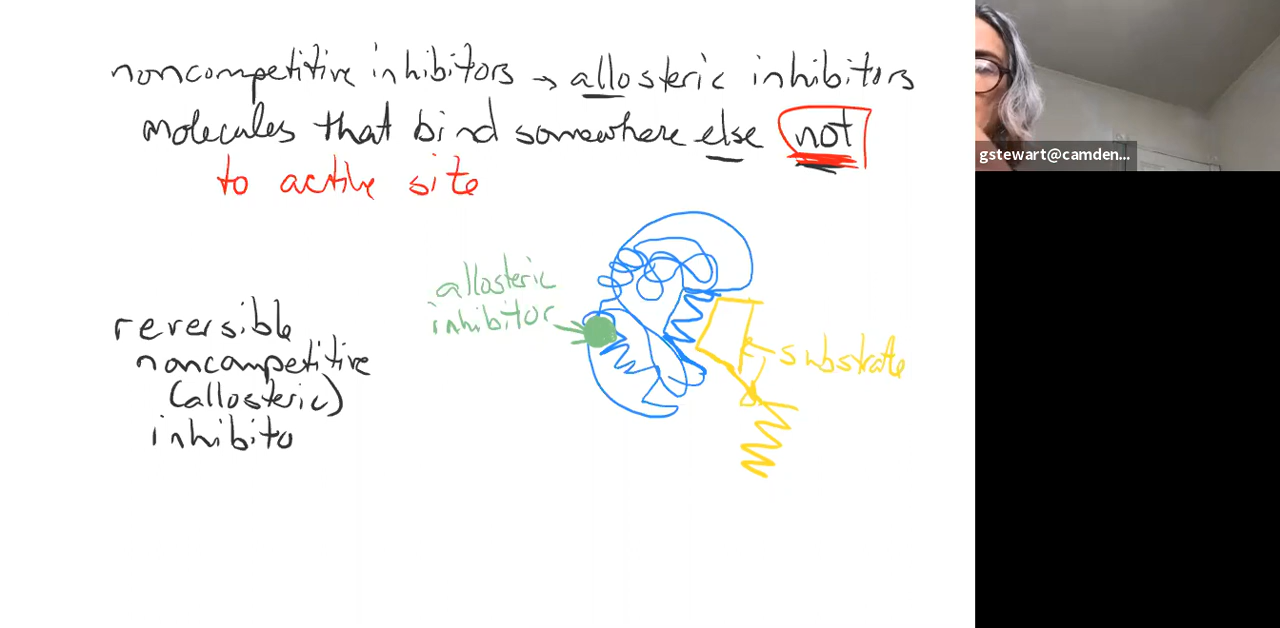 noncompetitive inhibitors → allosteric inhibitors
molecules that bind somewhere else not
to active site
gstewart@camden...
allosteric
inhibitor
substrate
reversible
noncompetitive
(allosteric)
inhibito